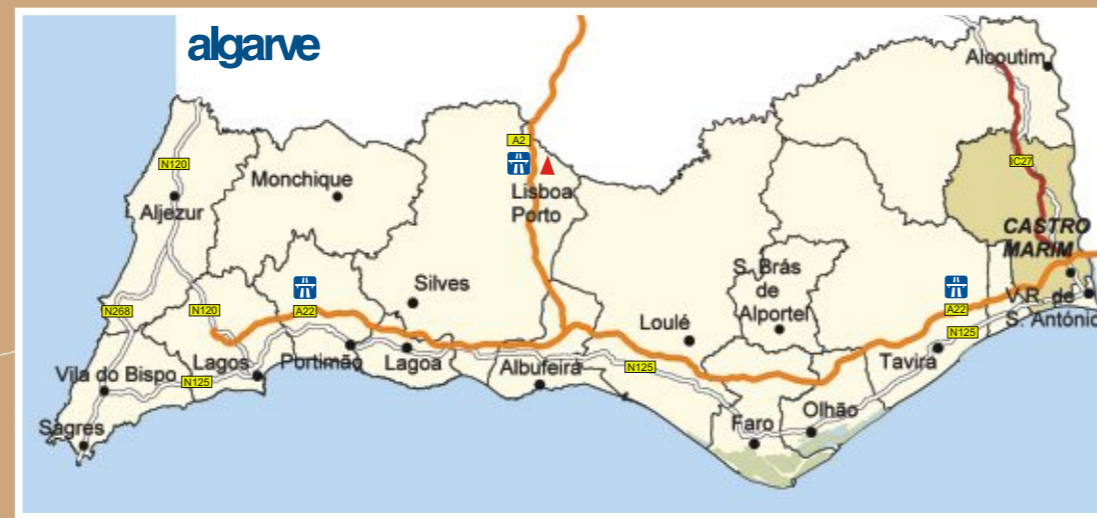 algarve
Alcoutim
A2
N120
IC27
Monchique
Lisboa
Porto
Aljezur
CASTRO
MARIM
S. Brás
de
Alportel
Silves
V.R. de
S. António
N268
N120
A22
A22
Loulé
N125
Lagos
Portimão
Lagoa
Albufeira
N125
Tavira
Vila do Bispo
N125
Sagres
Faro
Olhão